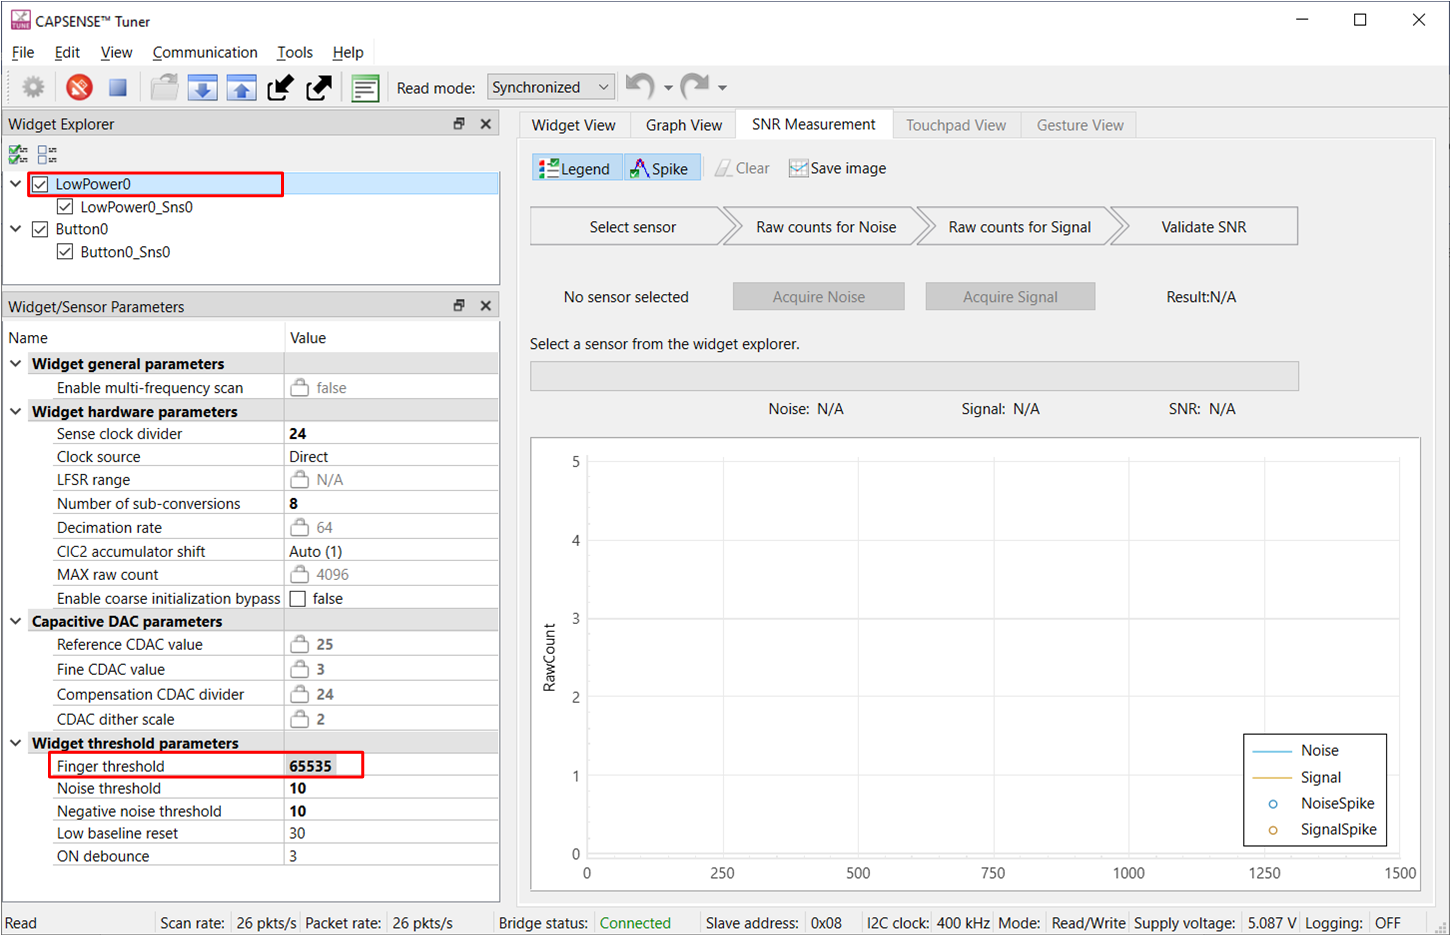 CAPSENSE™ Tuner
File Edit View Communication Tools Help
Read mode: Synchronized
Widget Explorer
LowPower0
LowPower0_Sns0
Button0
Button0_Sns0
Widget/Sensor Parameters
Name Value
Widget general parameters
Enable multi-frequency scan false
Widget hardware parameters
Sense clock divider 24
Clock source Direct
LFSR range N/A
Number of sub-conversions 8
Decimation rate 64
CIC2 accumulator shift Auto (1)
MAX raw count 4096
Enable coarse initialization bypass false
Capacitive DAC parameters
Reference CDAC value 25
Fine CDAC value 3
Compensation CDAC divider 24
CDAC dither scale 2
Widget threshold parameters
Finger threshold 65535
Noise threshold 10
Negative noise threshold 10
Low baseline reset 30
ON debounce 3
Widget View Graph View SNR Measurement Touchpad View Gesture View
Legend Spike Clear Save image
Select sensor Raw counts for Noise Raw counts for Signal Validate SNR
No sensor selected Acquire Noise Acquire Signal Result:N/A
Select a sensor from the widget explorer.
Noise: N/A Signal: N/A SNR: N/A
RawCount
5
4
3
2
1
0
0 250 500 750 1000 1250 1500
Noise
Signal
NoiseSpike
SignalSpike
Read Scan rate: 26 pkts/s Packet rate: 26 pkts/s Bridge status: Connected Slave address: 0x08 I2C clock: 400 kHz Mode: Read/Write Supply voltage: 5.087 V Logging: OFF